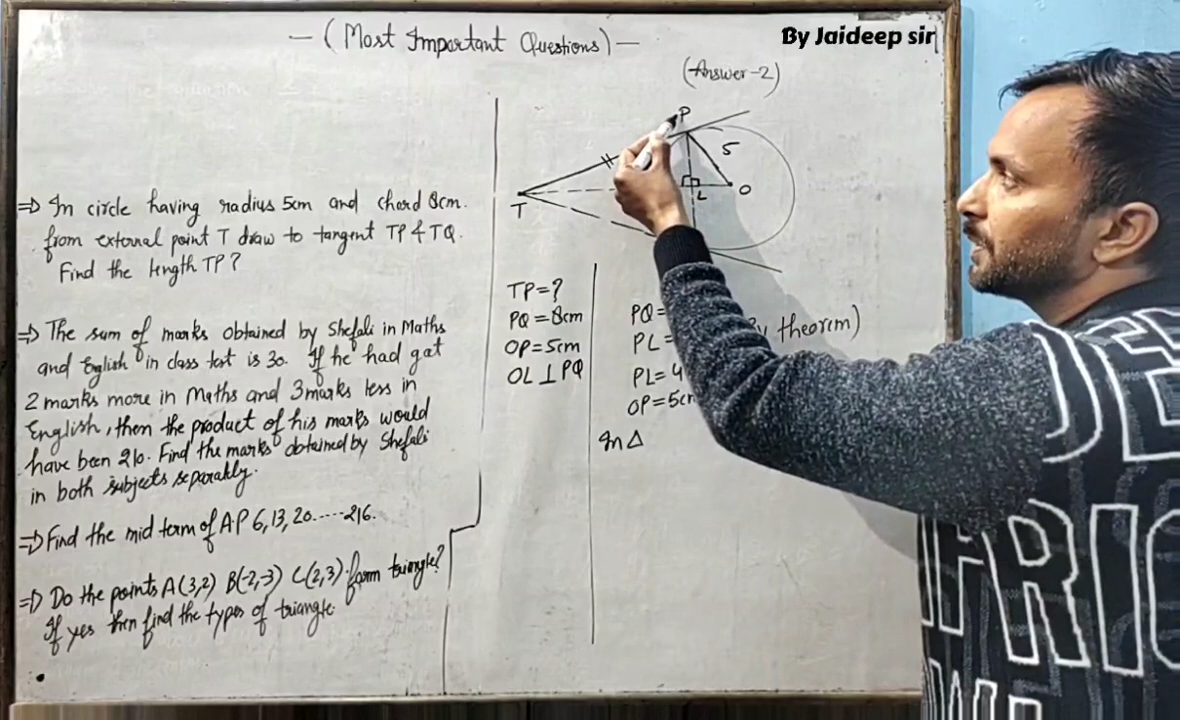 — (Most Important Questions) —
By Jaideep sir
(Answer-2)
P
5
T
L
O
=> In circle having radius 5cm and chord 8cm.
from external point T draw to tangent TP & TQ.
Find the length TP?
=> The sum of marks obtained by Shefali in Maths
and English in class test is 30. If he had got
2 marks more in Maths and 3 marks less in
English, then the product of his marks would
have been 210. Find the marks obtained by Shefali
in both subjects separately.
=> Find the mid term of A.P 6, 13, 20.....216.
=> Do the points A(3,2) B(-2,-3) C(2,3) form triangle?
If yes then find the types of triangle
TP=?
PQ=8cm
OP=5cm
OL⊥PQ
PQ=
theorem)
PL=
PL=4
OP=5cm
In Δ